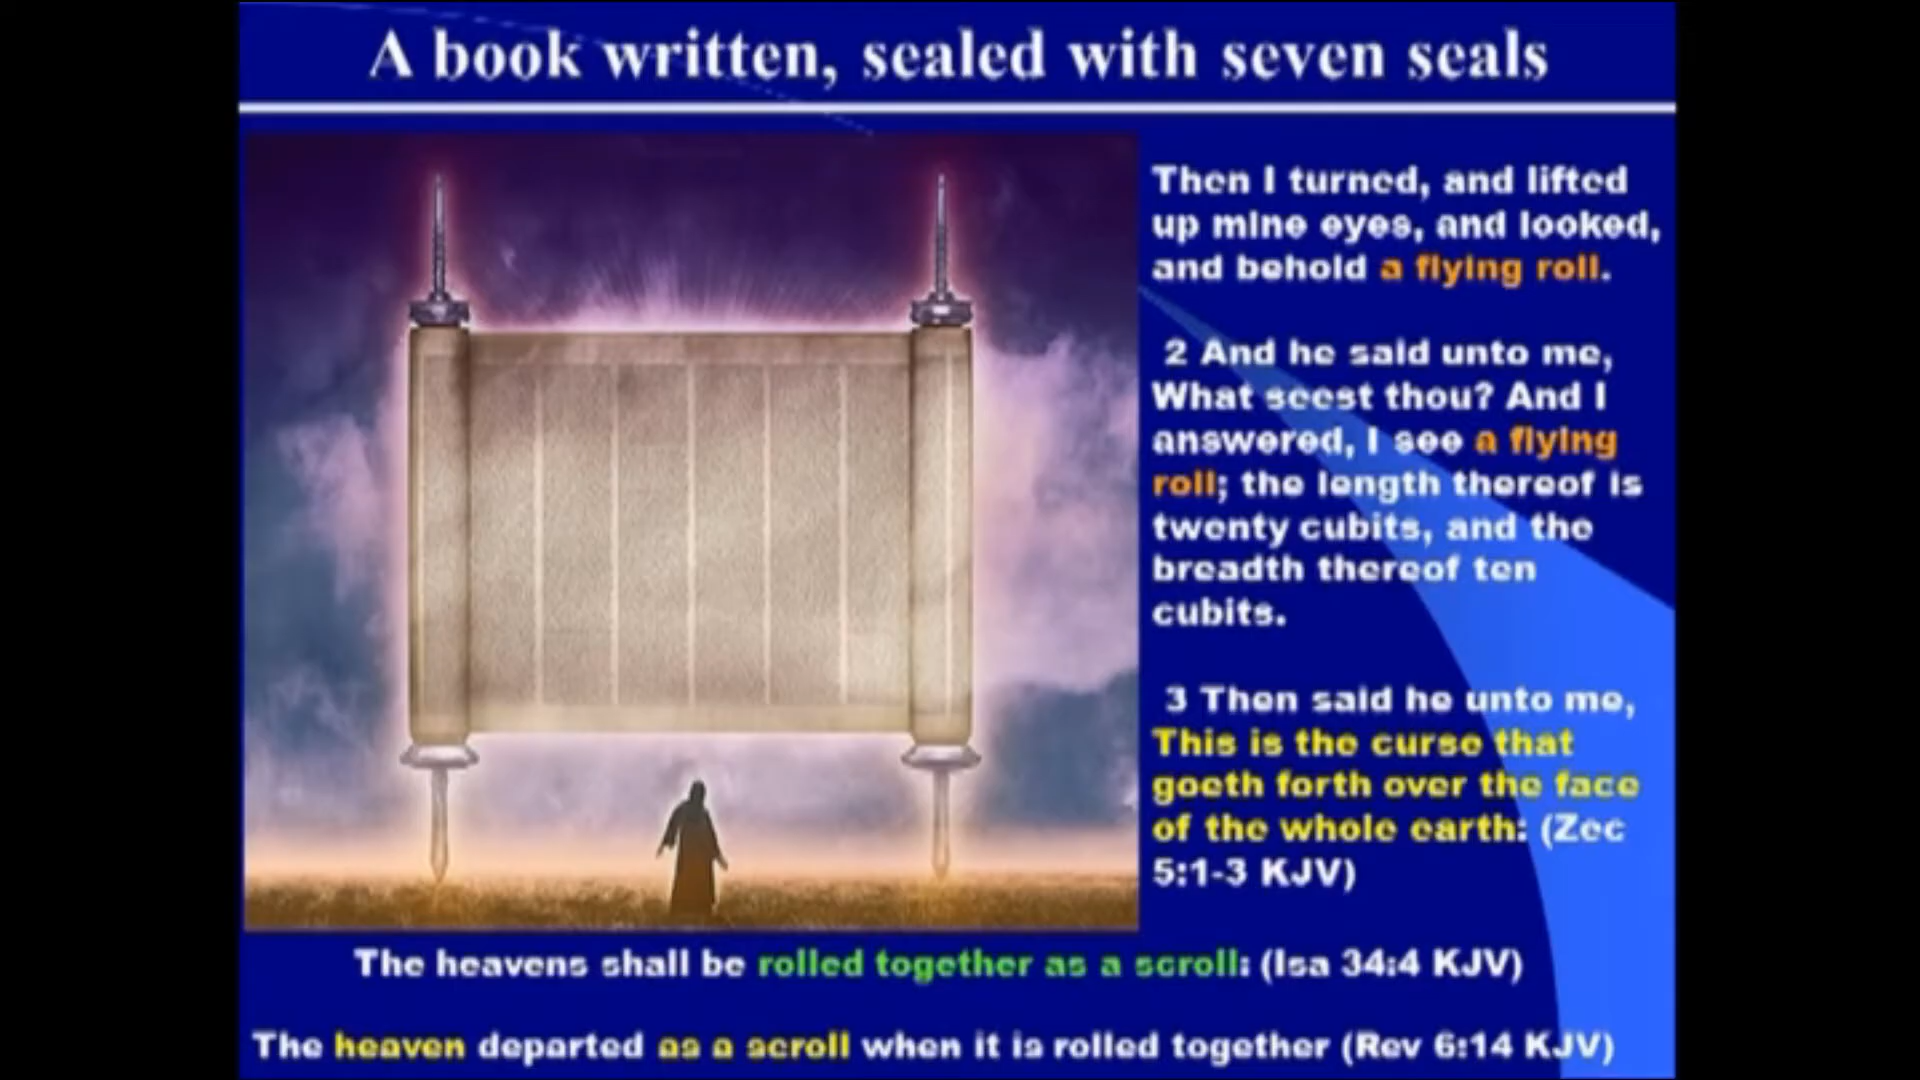 A book written, sealed with seven seals
Then I turned, and lifted
up mine eyes, and looked,
and behold a flying roll.
2 And he said unto me,
What seest thou? And I
answered, I see a flying
roll; the length thereof is
twenty cubits, and the
breadth thereof ten
cubits.
3 Then said he unto me,
This is the curse that
goeth forth over the face
of the whole earth: (Zec
5:1-3 KJV)
The heavens shall be rolled together as a scroll: (Isa 34:4 KJV)
The heaven departed as a scroll when it is rolled together (Rev 6:14 KJV)